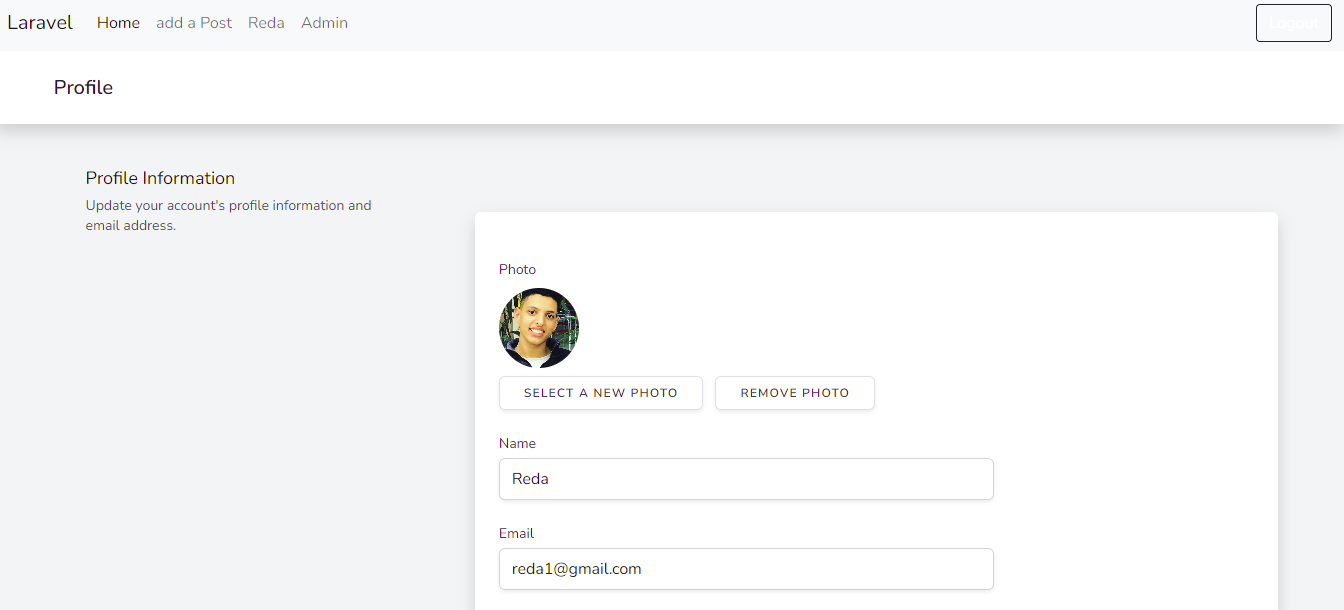 Laravel Home add a Post Reda Admin Logout
Profile
Profile Information
Update your account's profile information and
email address.
Photo
SELECT A NEW PHOTO REMOVE PHOTO
Name
Reda
Email
reda1@gmail.com